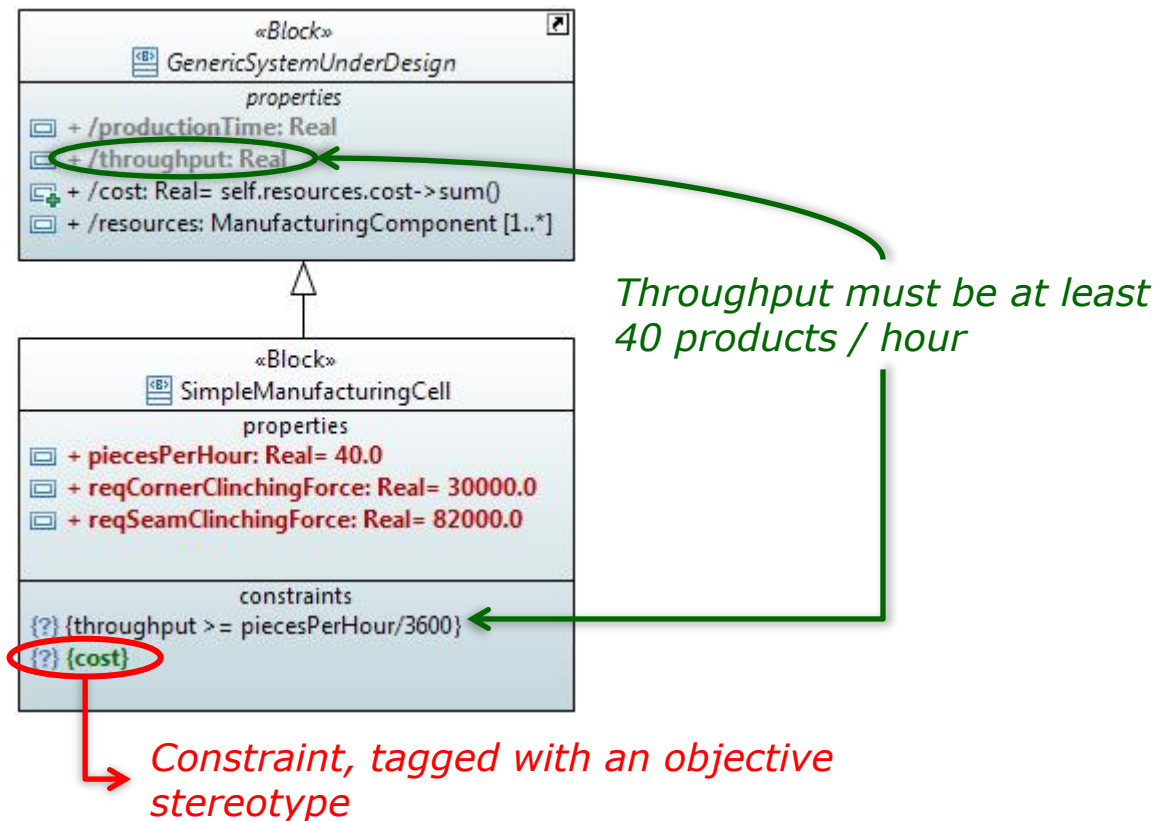 «Block»
GenericSystemUnderDesign
properties
+ /productionTime: Real
+ /throughput: Real
+ /cost: Real= self.resources.cost->sum()
+ /resources: ManufacturingComponent [1..*]
Throughput must be at least
40 products / hour
«Block»
SimpleManufacturingCell
properties
+ piecesPerHour: Real= 40.0
+ reqCornerClinchingForce: Real= 30000.0
+ reqSeamClinchingForce: Real= 82000.0
constraints
{?} {throughput >= piecesPerHour/3600}
{?} {cost}
Constraint, tagged with an objective
stereotype